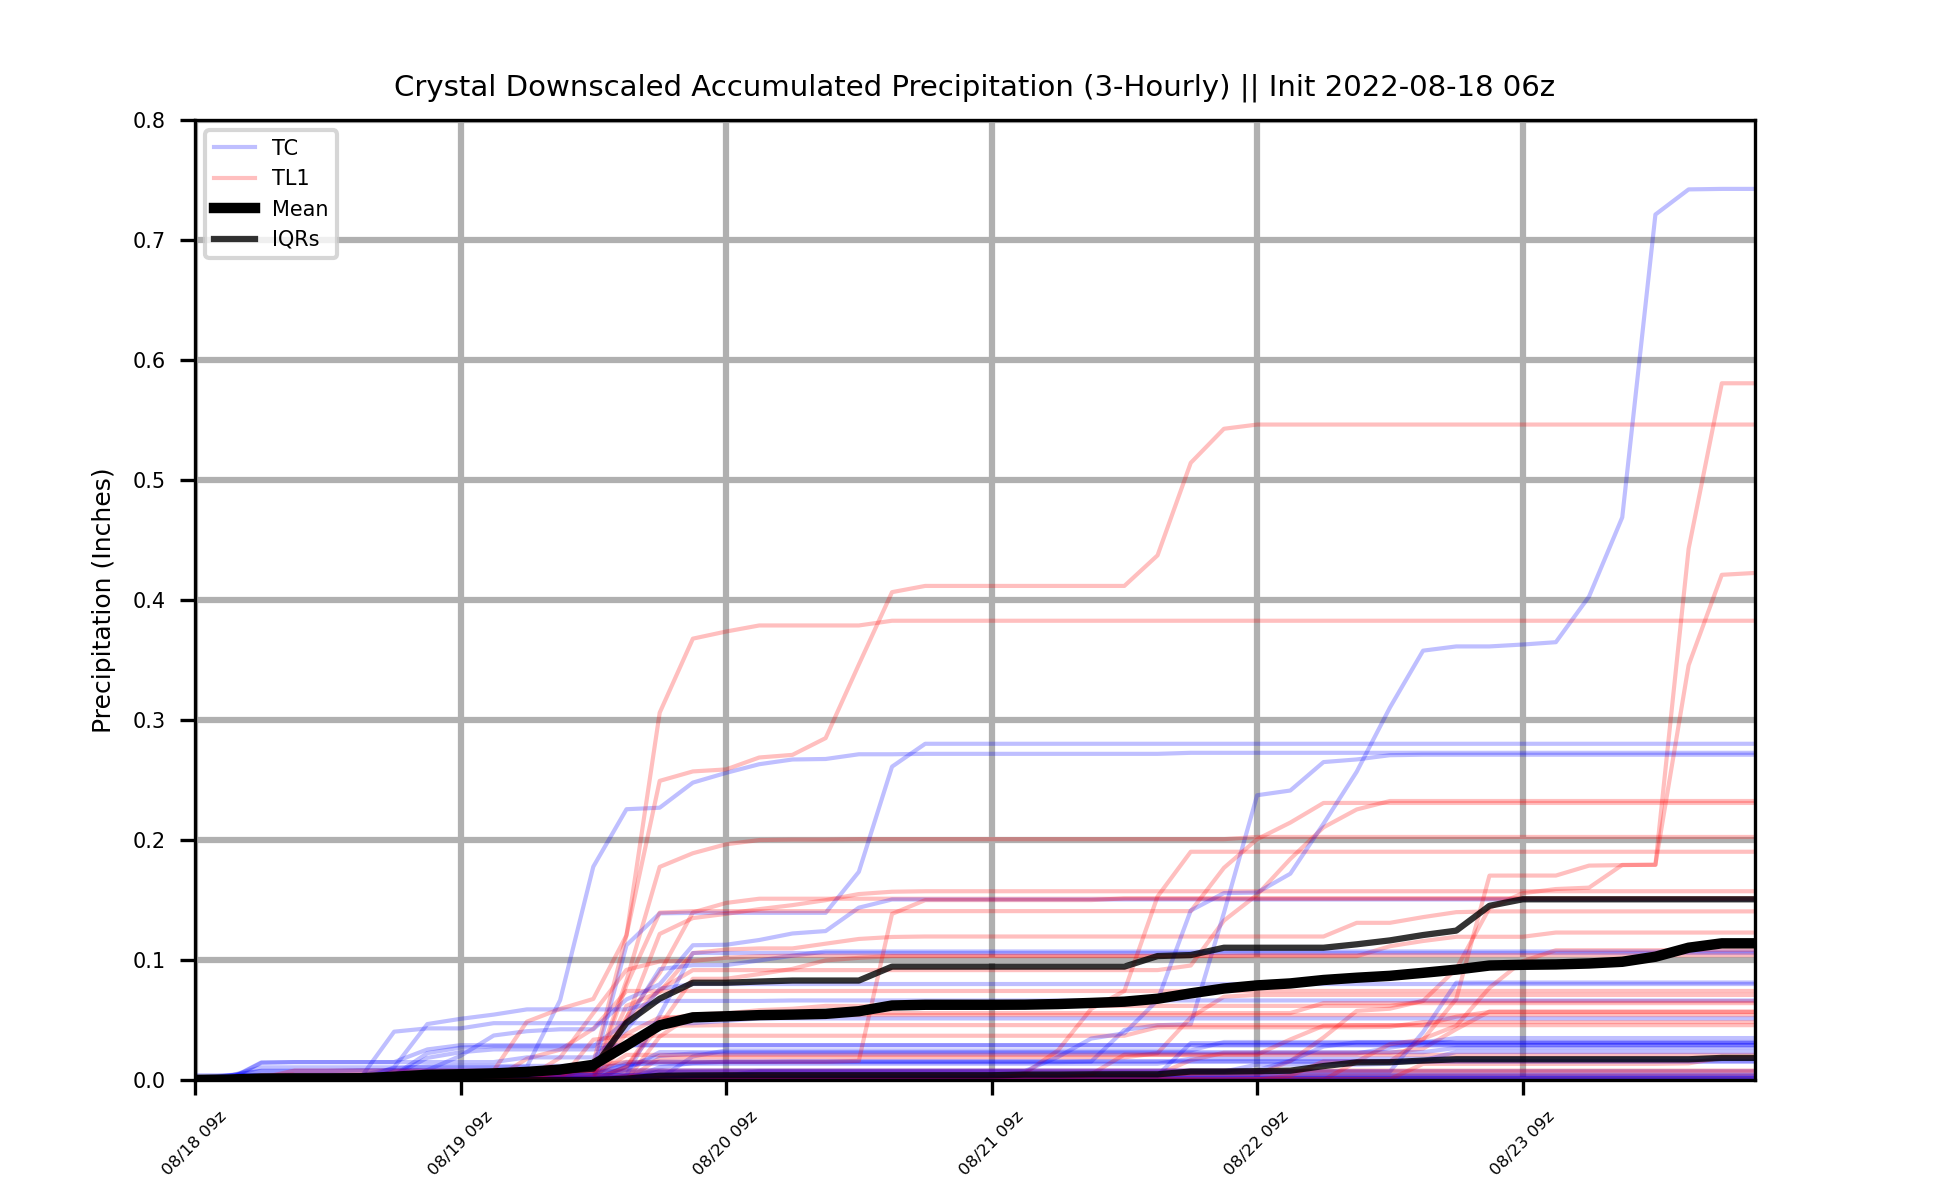 Crystal Downscaled Accumulated Precipitation (3-Hourly) || Init 2022-08-18 06z
TC
TL1
Mean
IQRs
Precipitation (Inches)
0.8
0.7
0.6
0.5
0.4
0.3
0.2
0.1
0.0
08/18 09z
08/19 09z
08/20 09z
08/21 09z
08/22 09z
08/23 09z